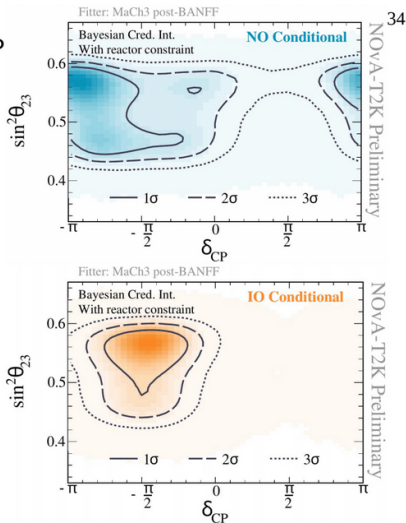 34
Fitter: MaCh3 post-BANFF
Bayesian Cred. Int.
With reactor constraint
NO Conditional
NOvA-T2K Preliminary
sin²θ₂₃
0.6
0.5
0.4
1σ 2σ 3σ
-π -π/2 0 π/2 π
δCP
Fitter: MaCh3 post-BANFF
Bayesian Cred. Int.
With reactor constraint
IO Conditional
NOvA-T2K Preliminary
sin²θ₂₃
0.6
0.5
0.4
1σ 2σ 3σ
-π -π/2 0 π/2 π
δCP